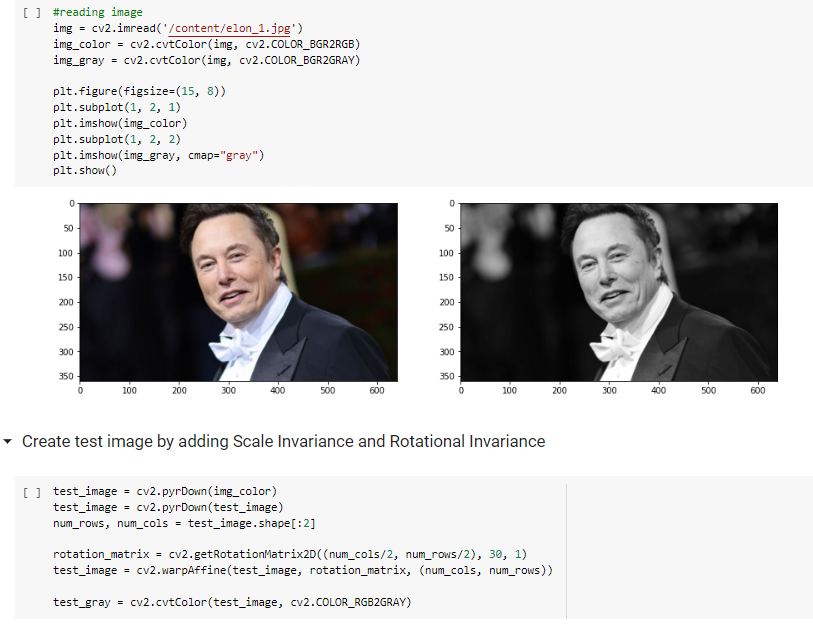 [ ] #reading image
img = cv2.imread('/content/elon_1.jpg')
img_color = cv2.cvtColor(img, cv2.COLOR_BGR2RGB)
img_gray = cv2.cvtColor(img, cv2.COLOR_BGR2GRAY)
plt.figure(figsize=(15, 8))
plt.subplot(1, 2, 1)
plt.imshow(img_color)
plt.subplot(1, 2, 2)
plt.imshow(img_gray, cmap="gray")
plt.show()
0
50
100
150
200
250
300
350
0 100 200 300 400 500 600
0
50
100
150
200
250
300
350
0 100 200 300 400 500 600
Create test image by adding Scale Invariance and Rotational Invariance
[ ] test_image = cv2.pyrDown(img_color)
test_image = cv2.pyrDown(test_image)
num_rows, num_cols = test_image.shape[:2]
rotation_matrix = cv2.getRotationMatrix2D((num_cols/2, num_rows/2), 30, 1)
test_image = cv2.warpAffine(test_image, rotation_matrix, (num_cols, num_rows))
test_gray = cv2.cvtColor(test_image, cv2.COLOR_RGB2GRAY)